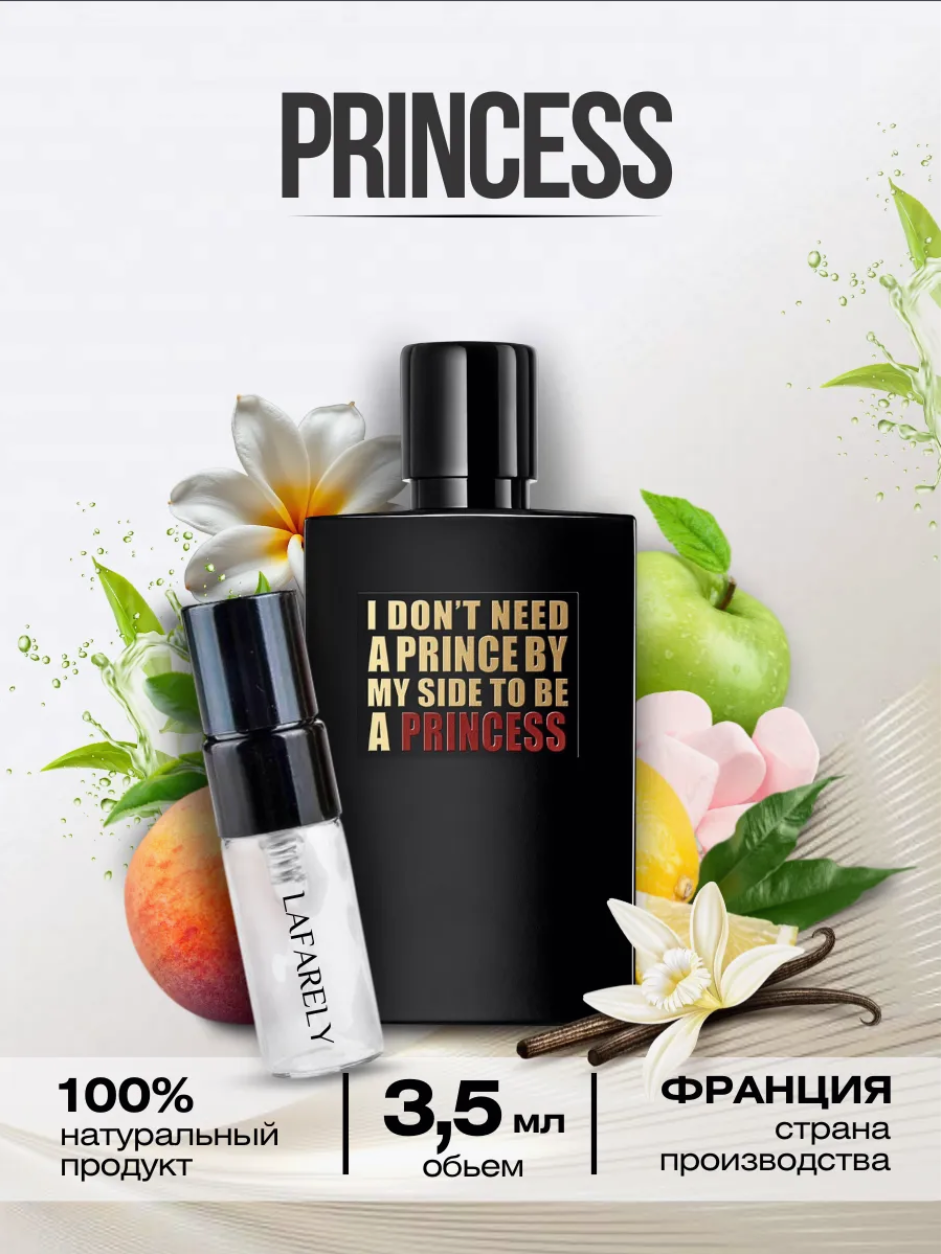 PRINCESS
I DON'T NEED
A PRINCE BY
MY SIDE TO BE
A PRINCESS
LAFARELY
100%
натуральный
продукт
3,5 мл
обьем
ФРАНЦИЯ
страна
производства